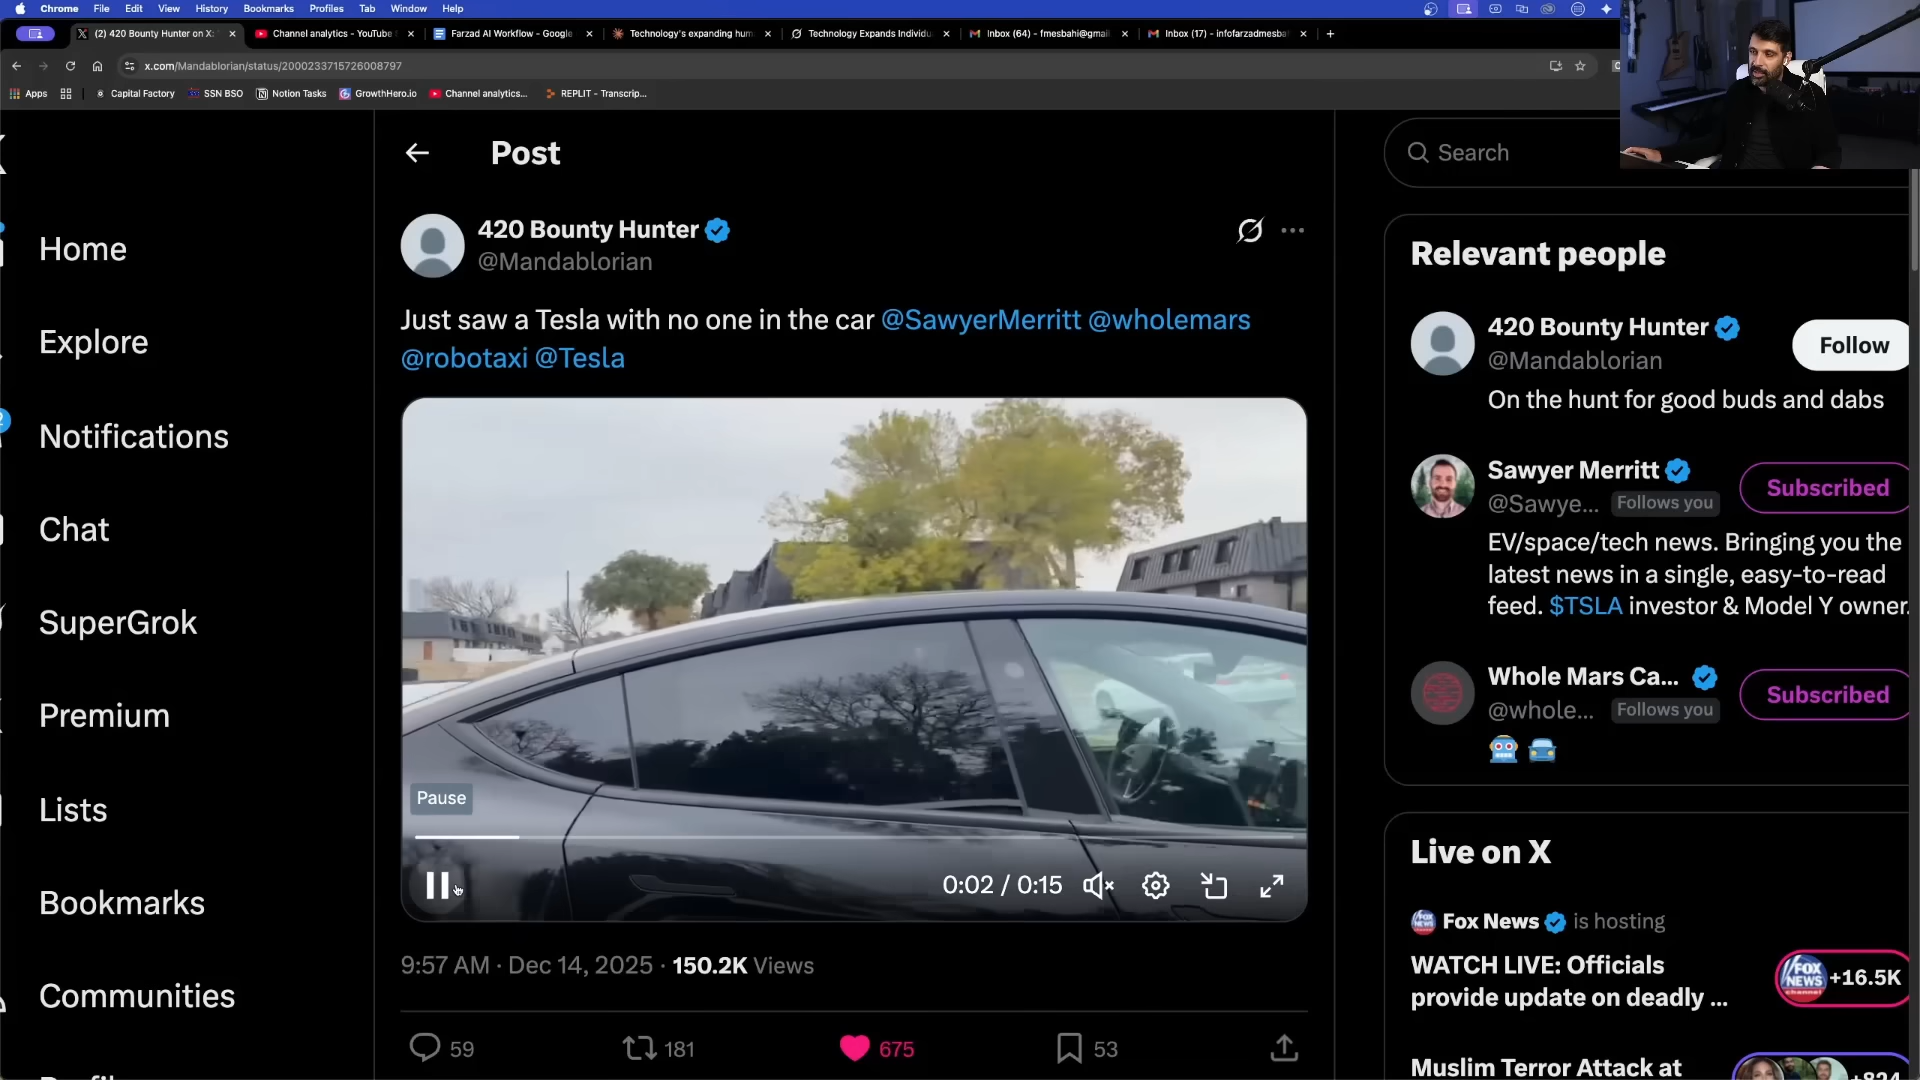 Chrome File Edit View History Bookmarks Profiles Tab Window Help
(2) 420 Bounty Hunter on X:
Channel analytics - YouTube
Farzad AI Workflow - Google
Technology's expanding hum
Technology Expands Individu
Inbox (64) - fmesbahi@gmai
Inbox (17) - infofarzadmesba
x.com/Mandablorian/status/2000233715726008797
Apps
Capital Factory
SSN BSO
Notion Tasks
GrowthHero.io
Channel analytics...
REPLIT - Transcrip...
Home
Explore
Notifications
Chat
SuperGrok
Premium
Lists
Bookmarks
Communities
Post
420 Bounty Hunter
@Mandablorian
Just saw a Tesla with no one in the car @SawyerMerritt @wholemars
@robotaxi @Tesla
Pause
0:02 / 0:15
9:57 AM · Dec 14, 2025 · 150.2K Views
59
181
675
53
Search
Relevant people
420 Bounty Hunter
@Mandablorian
Follow
On the hunt for good buds and dabs
Sawyer Merritt
@Sawye... Follows you
Subscribed
EV/space/tech news. Bringing you the
latest news in a single, easy-to-read
feed. $TSLA investor & Model Y owner.
Whole Mars Ca...
@whole... Follows you
Subscribed
Live on X
Fox News is hosting
WATCH LIVE: Officials
provide update on deadly ...
FOX NEWS channel
+16.5K
Muslim Terror Attack at
+824